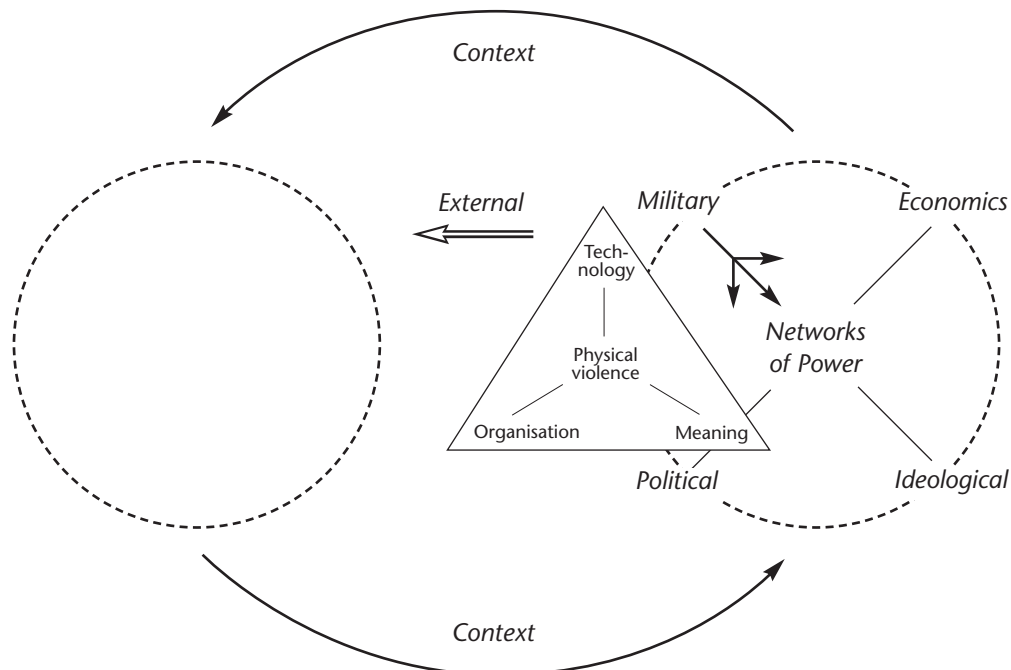 Context
External
Military
Economics
Tech-
nology
Physical
violence
Organisation
Meaning
Networks
of Power
Political
Ideological
Context